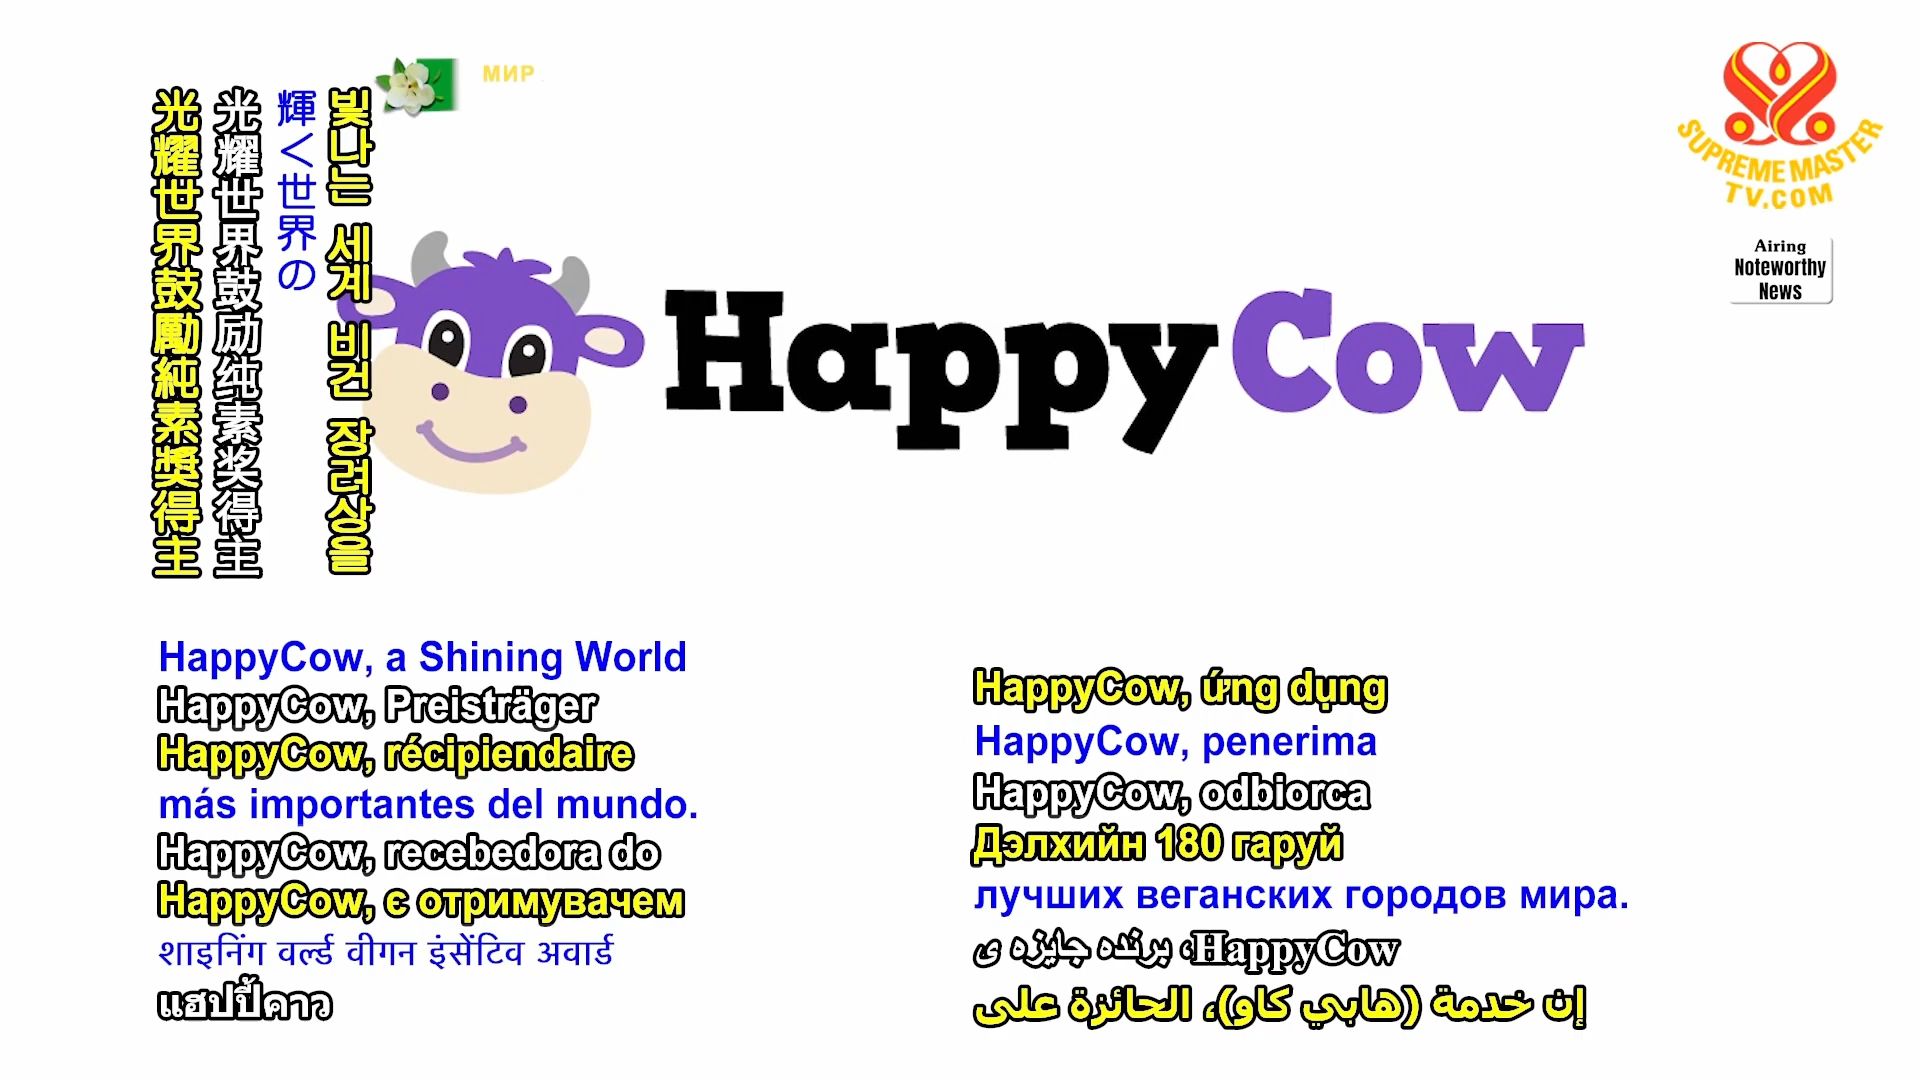 光耀世界鼓勵純素獎得主
光耀世界鼓励纯素奖得主
輝く世界の
빛나는 세계 비건 장려상을
МИР
SUPREME MASTER
TV.COM
Airing
Noteworthy
News
HappyCow
HappyCow, a Shining World
HappyCow, Preisträger
HappyCow, récipiendaire
más importantes del mundo.
HappyCow, recebedora do
HappyCow, є отримувачем
शाइनिंग वर्ल्ड वीगन इंसेंटिव अवार्ड
แฮปปี้คาว
HappyCow, ứng dụng
HappyCow, penerima
HappyCow, odbiorca
Дэлхийн 180 гаруй
лучших веганских городов мира.
HappyCow، برنده جایزه ی
إن خدمة (هابي كاو)، الحائزة على